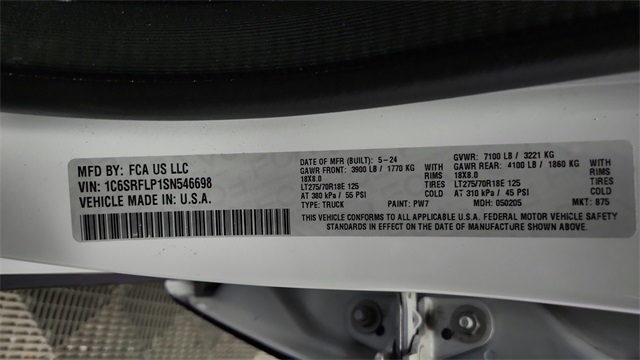 MFD BY: FCA US LLC
VIN: 1C6SRFLP1SN546698
VEHICLE MADE IN: U.S.A.
DATE OF MFR (BUILT): 5-24 GVWR: 7100 LB / 3221 KG
GAWR FRONT: 3900 LB / 1770 KG WITH GAWR REAR: 4100 LB / 1860 KG WITH
18X8.0 RIMS 18X8.0 RIMS
LT275/70R18E 125 TIRES LT275/70R18E 125 TIRES
AT 380 kPa / 55 PSI COLD AT 310 kPa / 45 PSI COLD
TYPE: TRUCK PAINT: PW7 MDH: 050205 MKT: 875
THIS VEHICLE CONFORMS TO ALL APPLICABLE U.S.A. FEDERAL MOTOR VEHICLE SAFETY
STANDARDS IN EFFECT ON THE DATE OF MANUFACTURE SHOWN ABOVE.